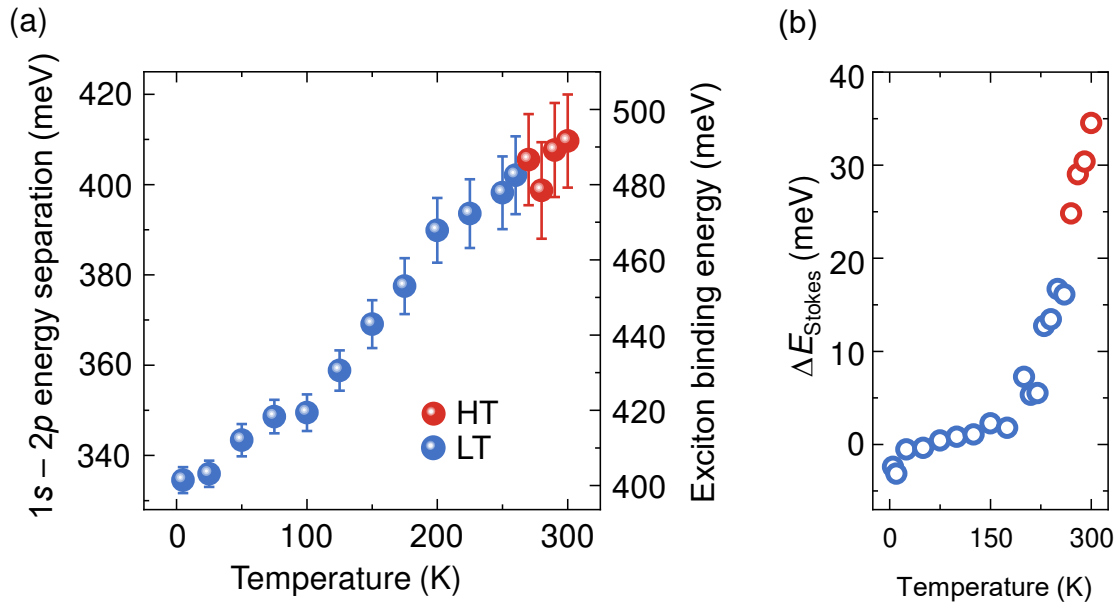 (a)
1s – 2p energy separation (meV)
420
400
380
360
340
0
100
200
300
Temperature (K)
HT
LT
500
480
460
440
420
400
Exciton binding energy (meV)
(b)
ΔE_Stokes (meV)
40
30
20
10
0
0
150
300
Temperature (K)